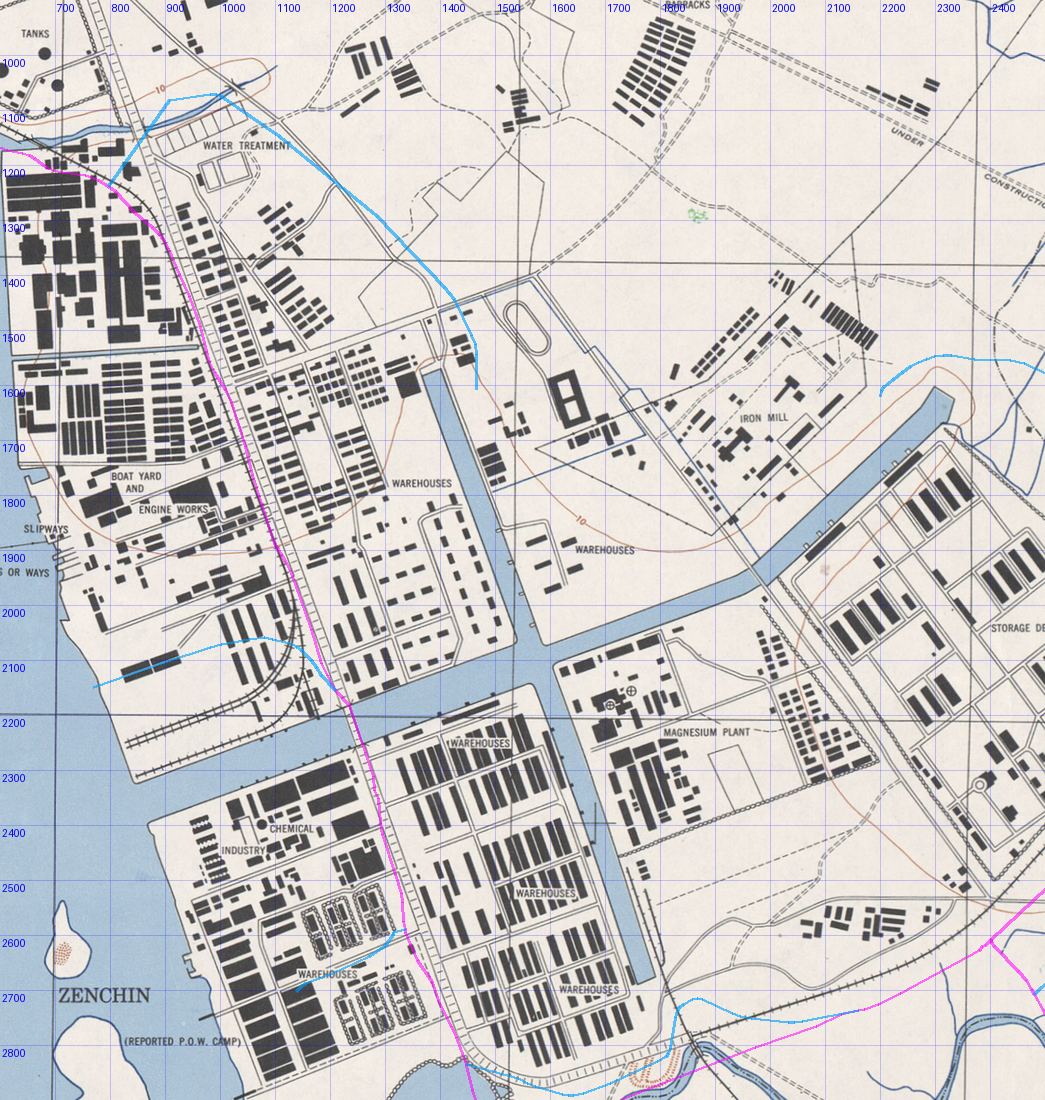 700 800 900 1000 1200 1300 1400 1500 1600 1700 1800 1900 2000 2100 2200 2300 2400
TANKS
BARRACKS
1000
10
1100
UNDER
WATER TREATMENT
1200
CONSTRUCTIO
1300
1400
1500
1600
IRON MILL
1700
BOAT YARD
AND
WAREHOUSES
1800
ENGINE WORKS
10
SLIPWAYS
1900
WAREHOUSES
S OR WAYS
2000
STORAGE DE
2100
2200
MAGNESIUM PLANT
WAREHOUSES
2300
2400
CHEMICAL
INDUSTRY
2500
WAREHOUSES
2600
WAREHOUSES
WAREHOUSES
ZENCHIN
2700
(REPORTED P.O.W. CAMP)
2800